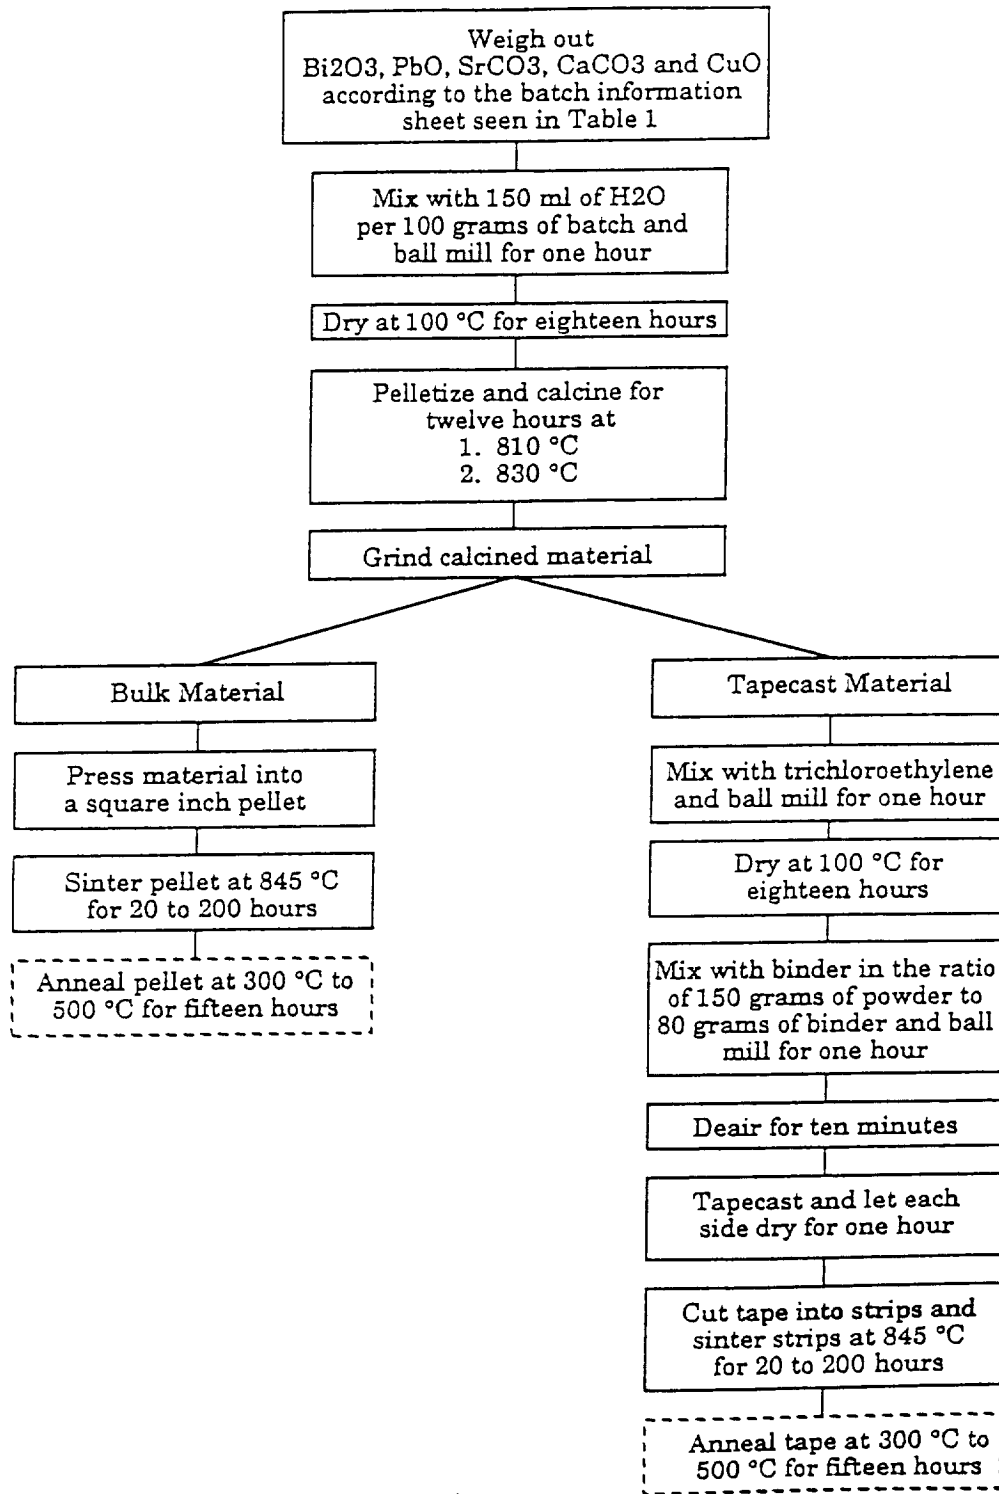 Weigh out
Bi2O3, PbO, SrCO3, CaCO3 and CuO
according to the batch information
sheet seen in Table 1
Mix with 150 ml of H2O
per 100 grams of batch and
ball mill for one hour
Dry at 100 °C for eighteen hours
Pelletize and calcine for
twelve hours at
1. 810 °C
2. 830 °C
Grind calcined material
Bulk Material
Press material into
a square inch pellet
Sinter pellet at 845 °C
for 20 to 200 hours
Anneal pellet at 300 °C to
500 °C for fifteen hours
Tapecast Material
Mix with trichloroethylene
and ball mill for one hour
Dry at 100 °C for
eighteen hours
Mix with binder in the ratio
of 150 grams of powder to
80 grams of binder and ball
mill for one hour
Deair for ten minutes
Tapecast and let each
side dry for one hour
Cut tape into strips and
sinter strips at 845 °C
for 20 to 200 hours
Anneal tape at 300 °C to
500 °C for fifteen hours